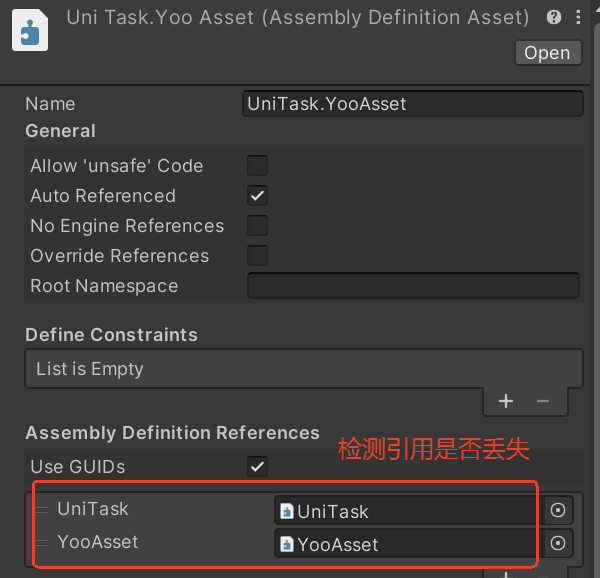 Uni Task.Yoo Asset (Assembly Definition Asset)
Open
Name UniTask.YooAsset
General
Allow 'unsafe' Code
Auto Referenced
No Engine References
Override References
Root Namespace
Define Constraints
List is Empty
Assembly Definition References
检测引用是否丢失
Use GUIDs
UniTask UniTask
YooAsset YooAsset